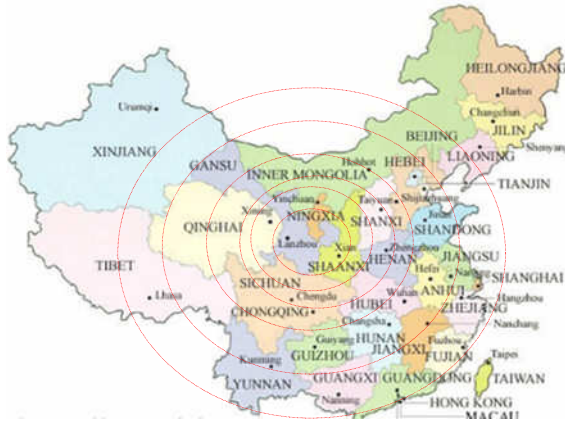 HEILONGJIANG
Harbin
Urumqi
Changchun
JILIN
BEIJING
XINJIANG
LIAONING
Shenyang
GANSU
Hohhot
HEBEI
INNER MONGOLIA
TIANJIN
Yinchuan
Taiyuan
Shijiazhuang
Xining
NINGXIA
SHANXI
Jinan
QINGHAI
SHANDONG
Lanzhou
Xian
Zhengzhou
HENAN
JIANGSU
TIBET
SHAANXI
Hefei
Nanjing
SHANGHAI
SICHUAN
ANHUI
Lhasa
Chengdu
HUBEI
Wuhan
Hangzhou
CHONGQING
ZHEJIANG
Changsha
Nanchang
Guiyang
HUNAN
JIANGXI
Fuzhou
GUIZHOU
FUJIAN
Taipei
Kunming
LYUNNAN
GUANGXI
GUANGDONG
TAIWAN
Nanning
HONG KONG
MACAU